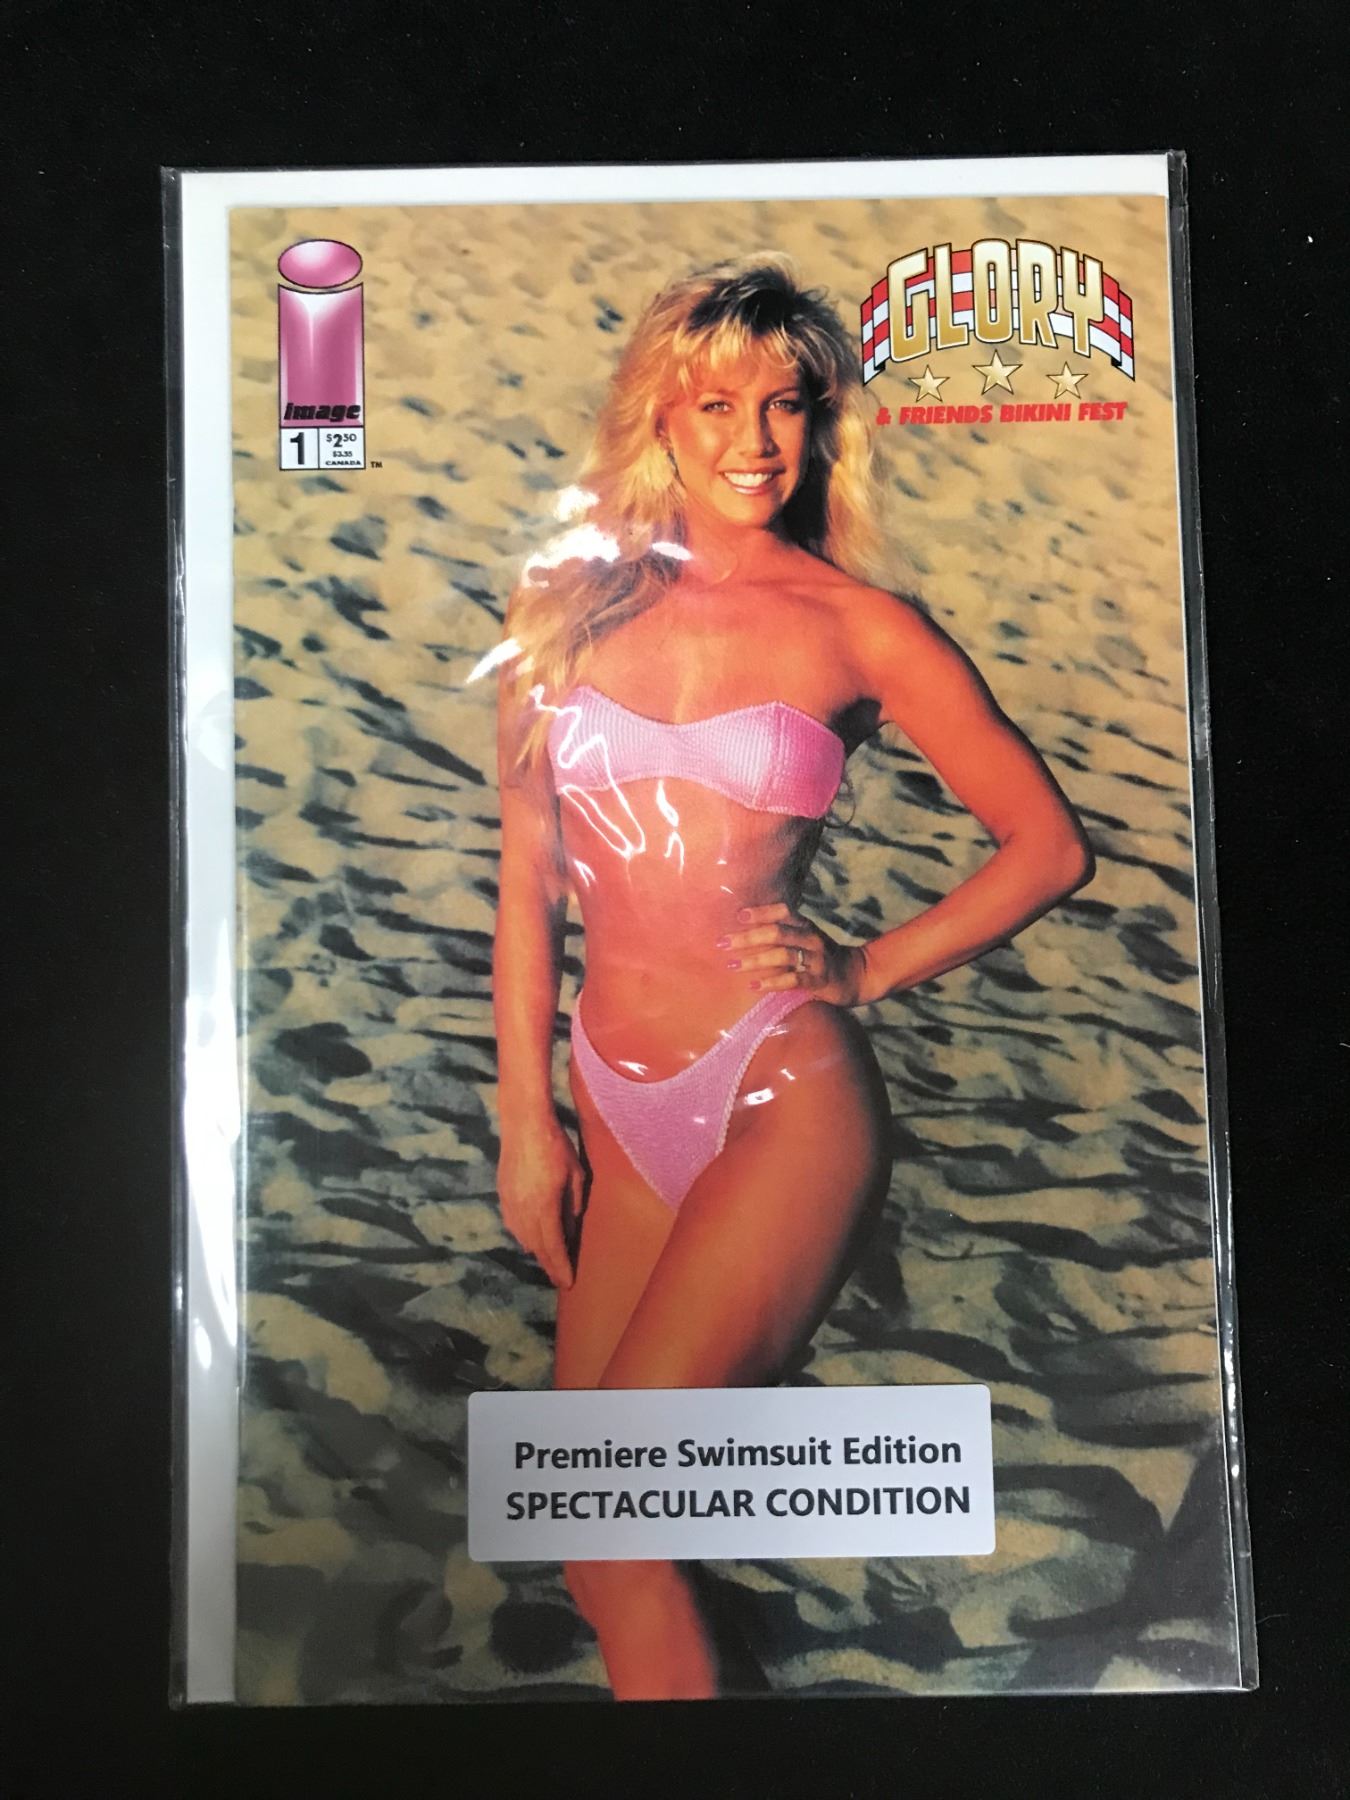 image
1
$2.50
$3.35
CANADA
TM
GLORY
& FRIENDS BIKINI FEST
Premiere Swimsuit Edition
SPECTACULAR CONDITION